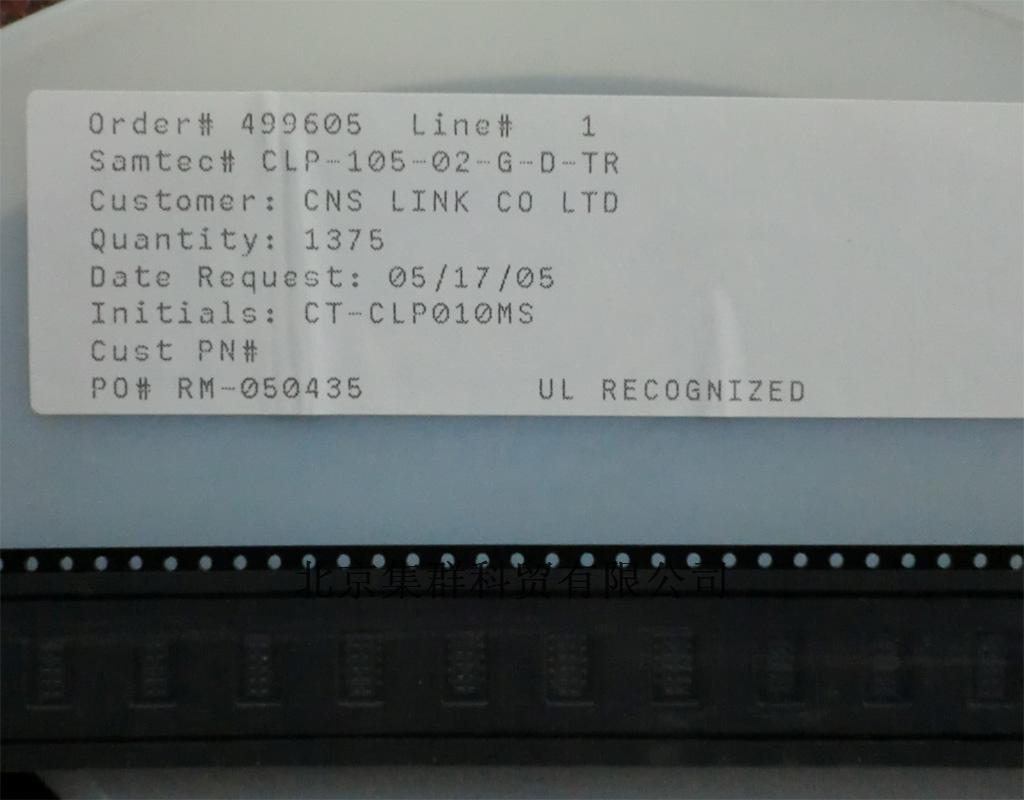 Order# 499605 Line# 1
Samtec# CLP-105-02-G-D-TR
Customer: CNS LINK CO LTD
Quantity: 1375
Date Request: 05/17/05
Initials: CT-CLP010MS
Cust PN#
PO# RM-050435 UL RECOGNIZED
北京集群科贸有限公司